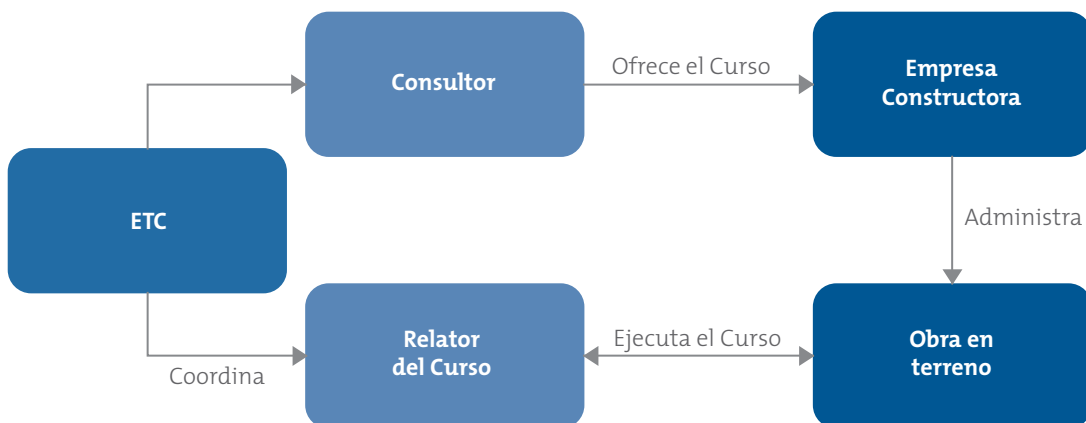 Consultor
Ofrece el Curso
Empresa
Constructora
ETC
Administra
Coordina
Relator
del Curso
Ejecuta el Curso
Obra en
terreno